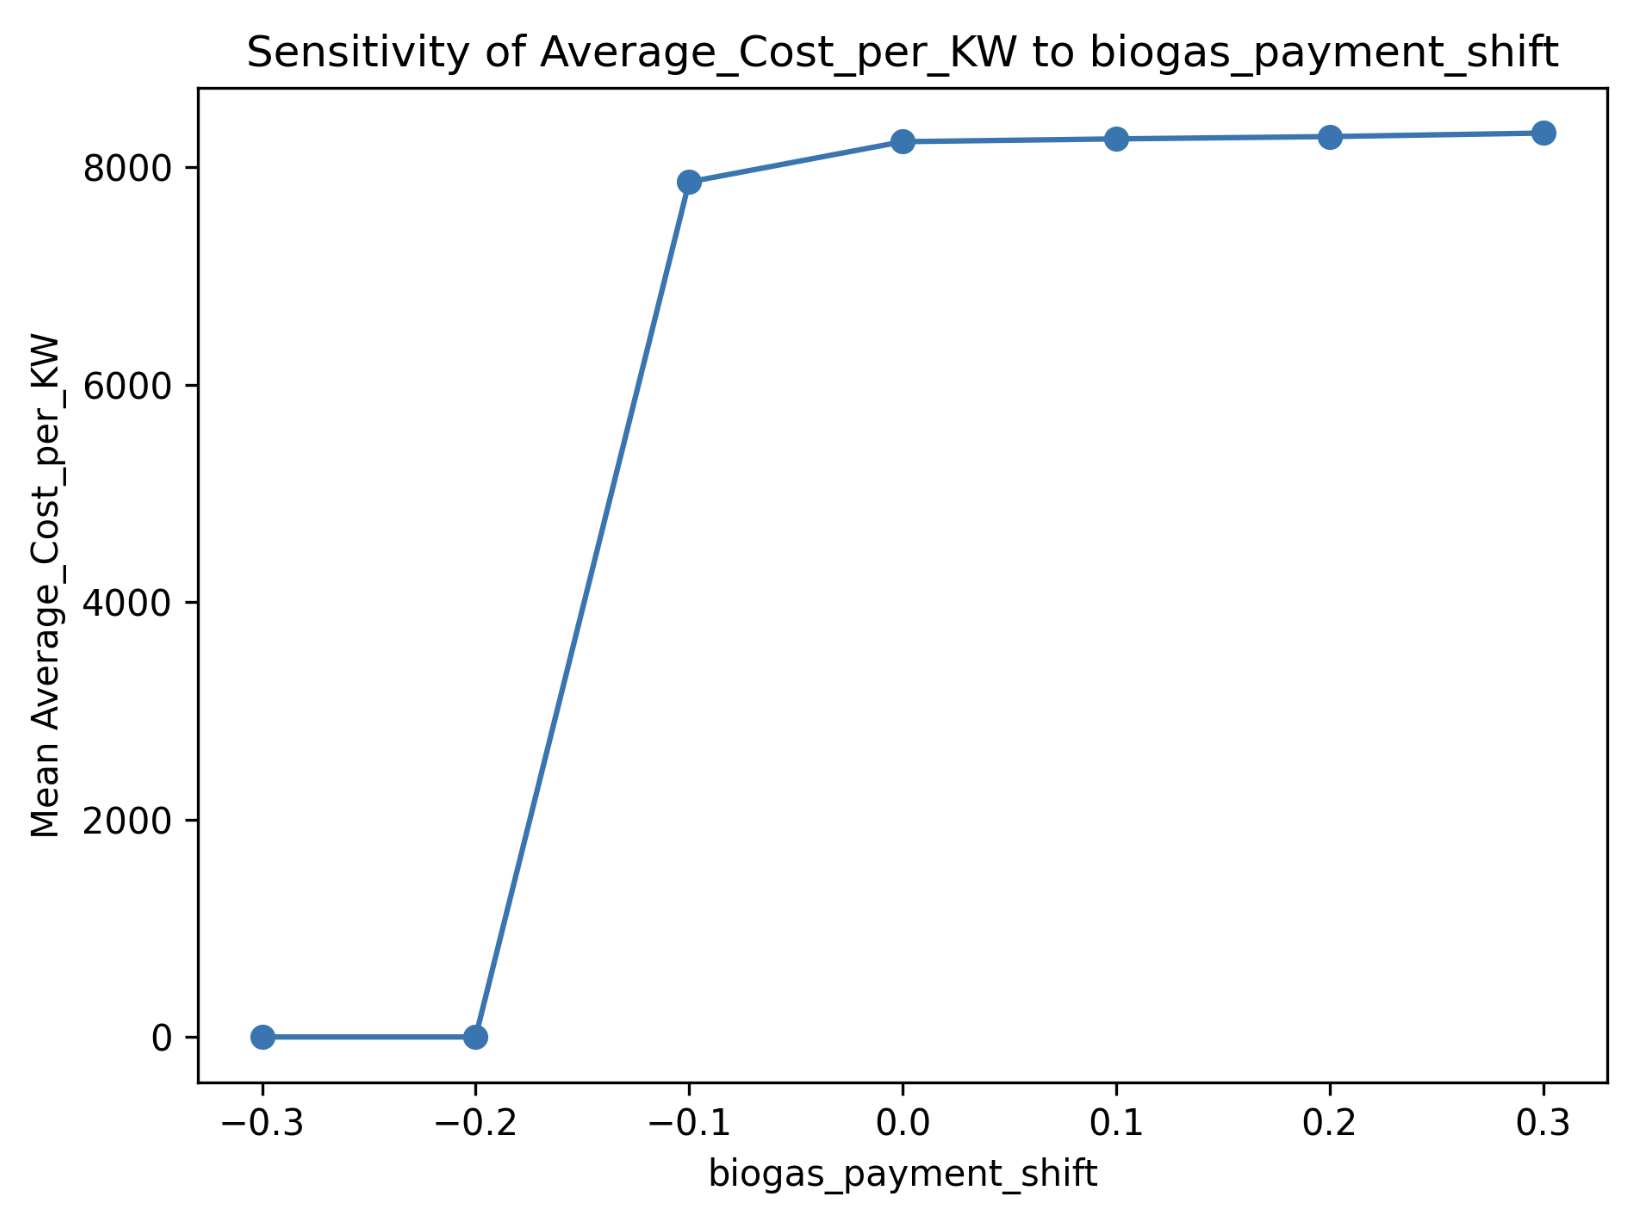 Sensitivity of Average_Cost_per_KW to biogas_payment_shift
Mean Average_Cost_per_KW
8000
6000
4000
2000
0
−0.3 −0.2 −0.1 0.0 0.1 0.2 0.3
biogas_payment_shift